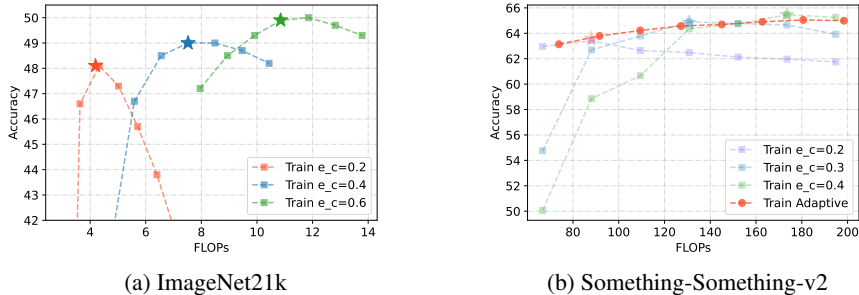 50
49
48
47
46
45
44
43
42
Accuracy
4 6 8 10 12 14
FLOPs
Train e_c=0.2
Train e_c=0.4
Train e_c=0.6
(a) ImageNet21k
66
64
62
60
58
56
54
52
50
Accuracy
80 100 120 140 160 180 200
FLOPs
Train e_c=0.2
Train e_c=0.3
Train e_c=0.4
Train Adaptive
(b) Something-Something-v2